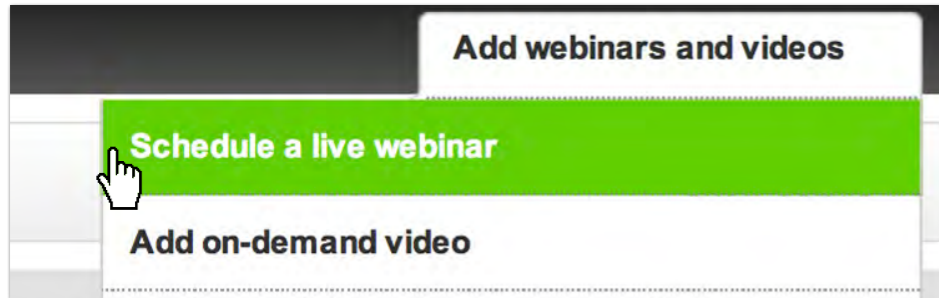 Add webinars and videos
Schedule a live webinar
Add on-demand video